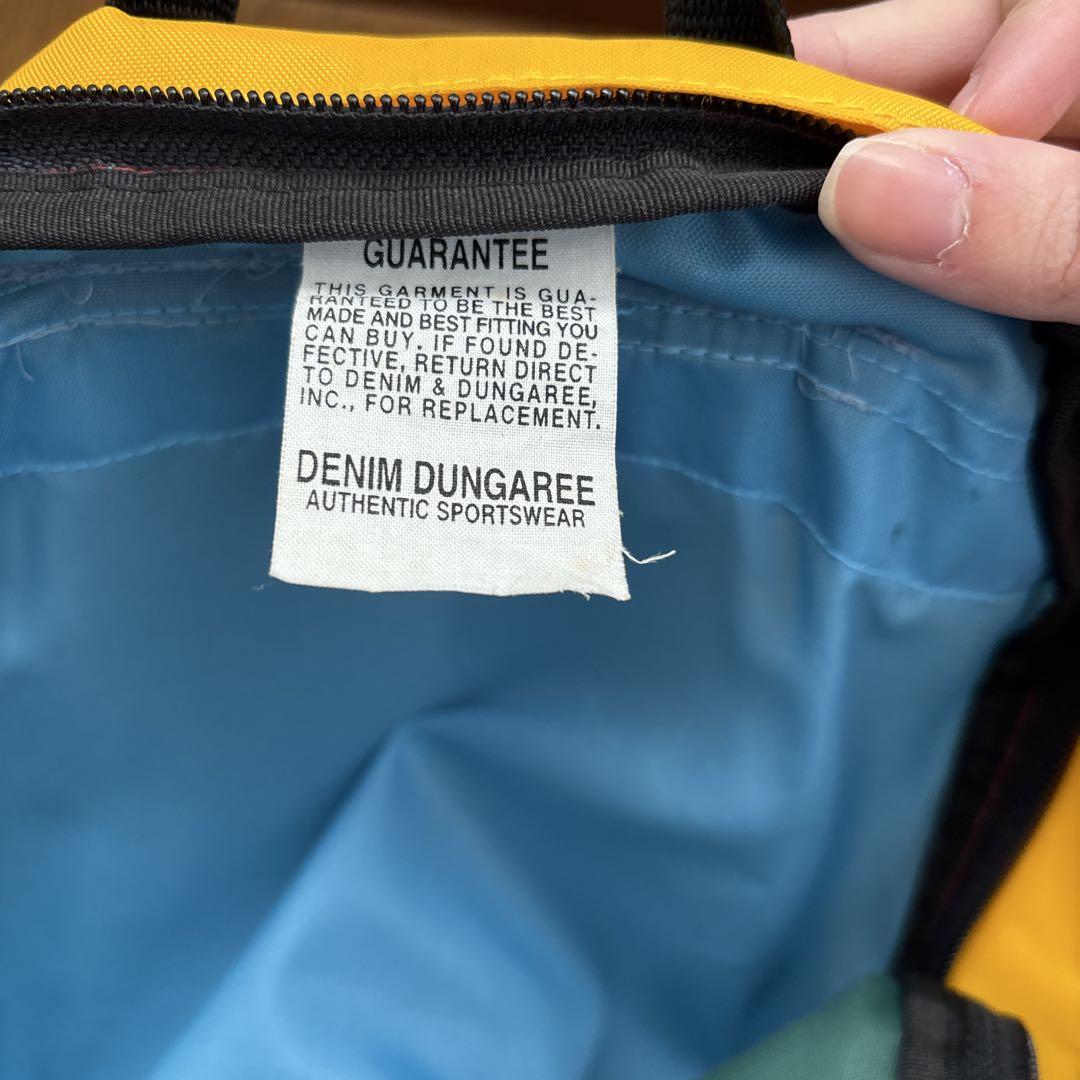 GUARANTEE
THIS GARMENT IS GUA-
RANTEED TO BE THE BEST
MADE AND BEST FITTING YOU
CAN BUY. IF FOUND DE-
FECTIVE, RETURN DIRECT
TO DENIM & DUNGAREE,
INC., FOR REPLACEMENT.
DENIM DUNGAREE
AUTHENTIC SPORTSWEAR